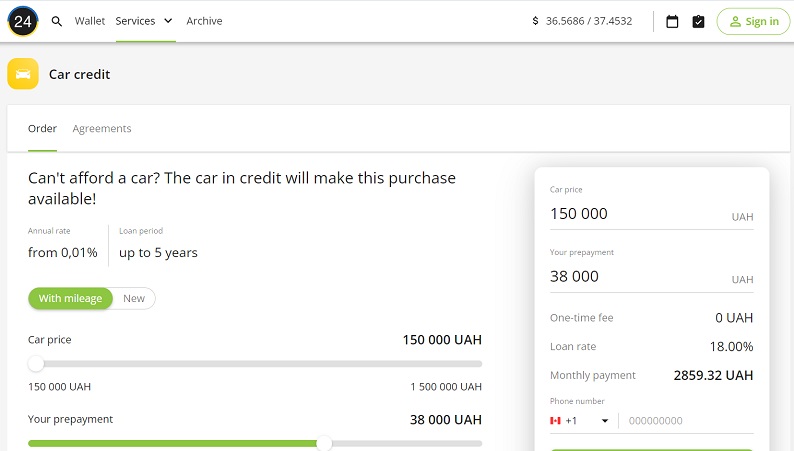 24 Wallet Services Archive $ 36.5686 / 37.4532 Sign in
Car credit
Order Agreements
Can't afford a car? The car in credit will make this purchase
available!
Annual rate Loan period
from 0,01% up to 5 years
With mileage New
Car price 150 000 UAH
150 000 UAH 1 500 000 UAH
Your prepayment 38 000 UAH
Car price
150 000 UAH
Your prepayment
38 000 UAH
One-time fee 0 UAH
Loan rate 18.00%
Monthly payment 2859.32 UAH
Phone number
+1 000000000